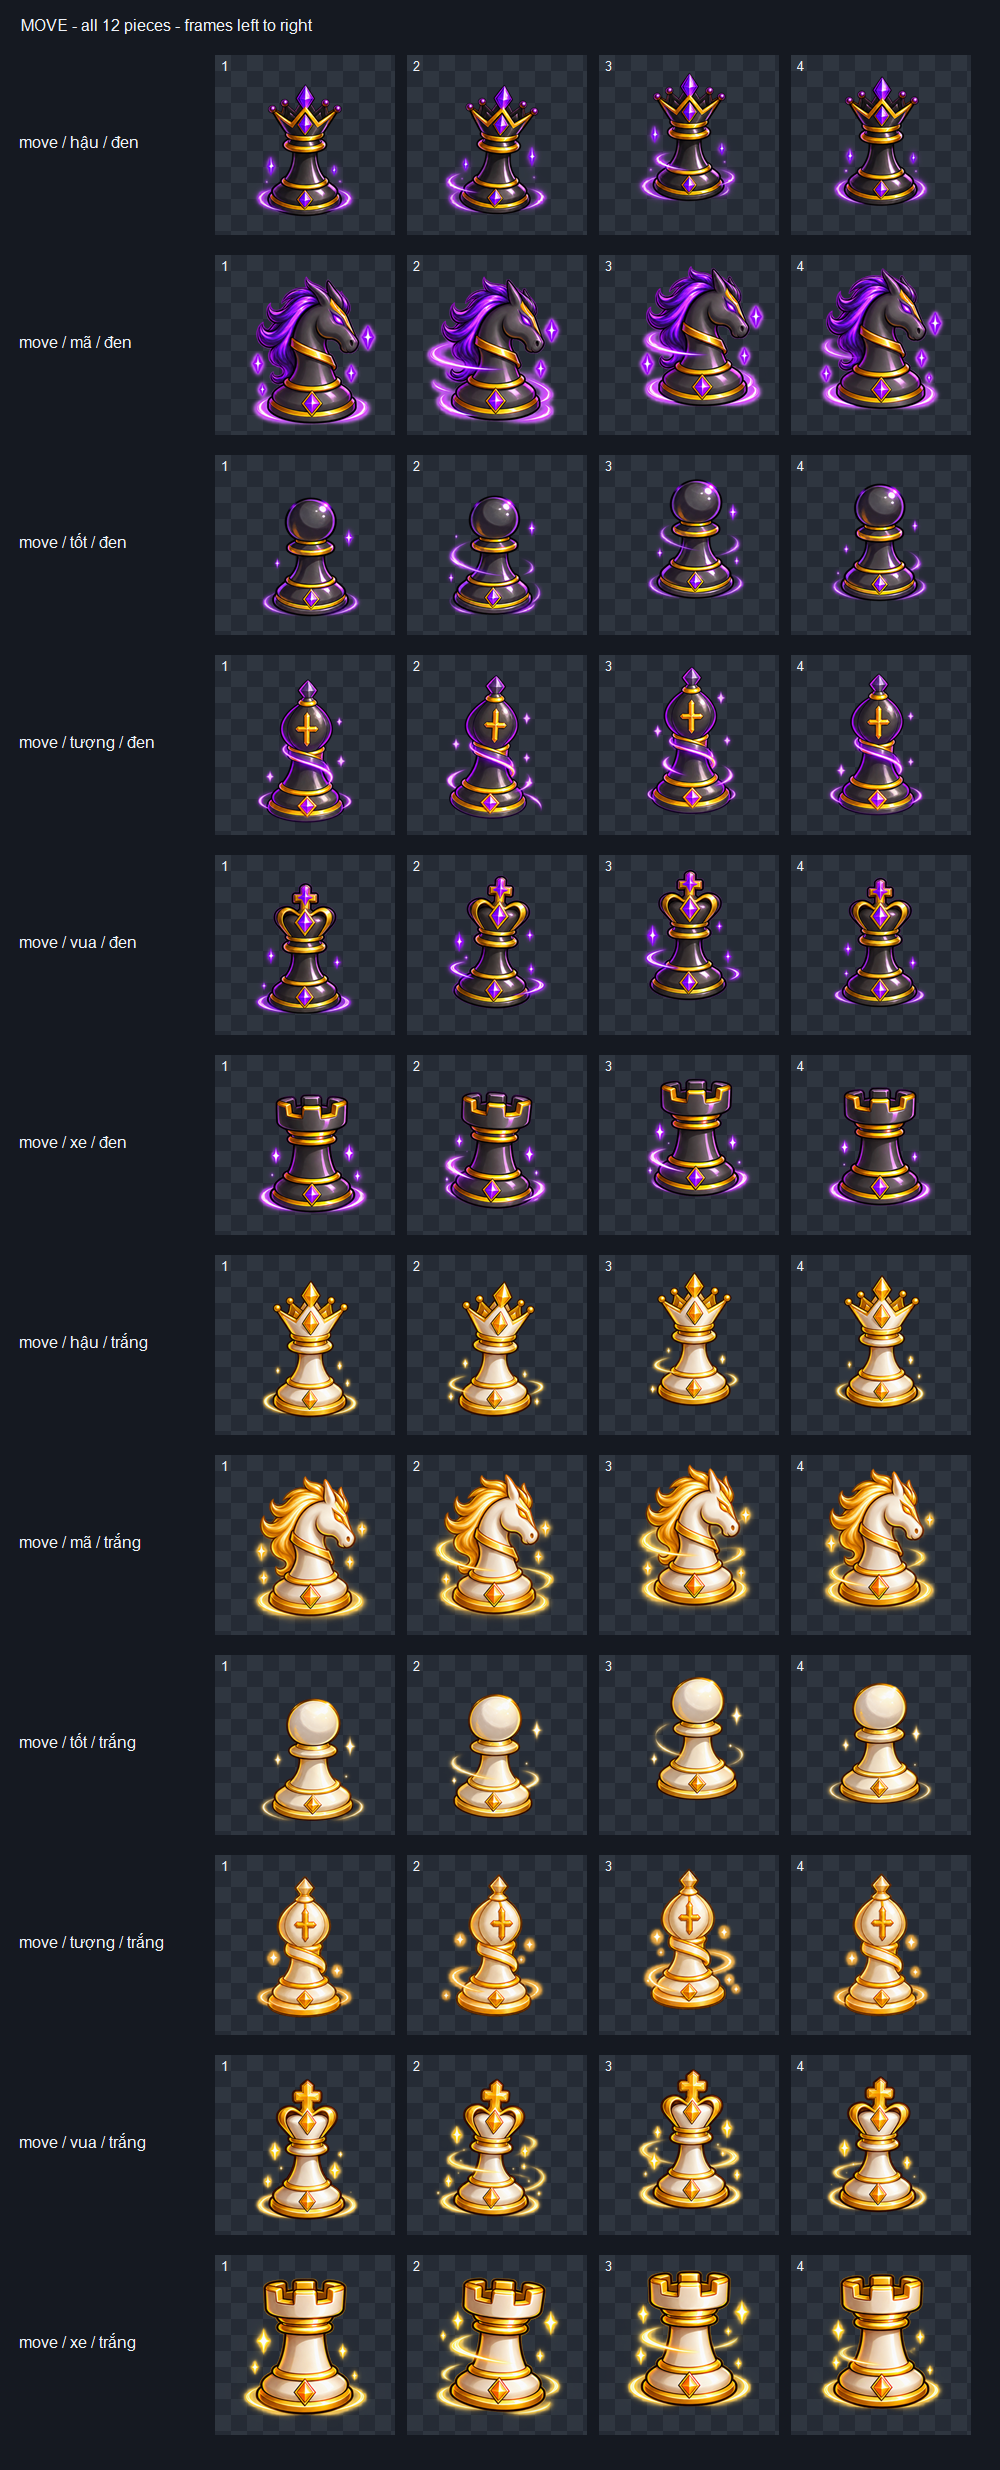 MOVE - all 12 pieces - frames left to right
1 2 3 4
move / hậu / đen
1 2 3 4
move / mã / đen
1 2 3 4
move / tốt / đen
1 2 3 4
move / tượng / đen
1 2 3 4
move / vua / đen
1 2 3 4
move / xe / đen
1 2 3 4
move / hậu / trắng
1 2 3 4
move / mã / trắng
1 2 3 4
move / tốt / trắng
1 2 3 4
move / tượng / trắng
1 2 3 4
move / vua / trắng
1 2 3 4
move / xe / trắng